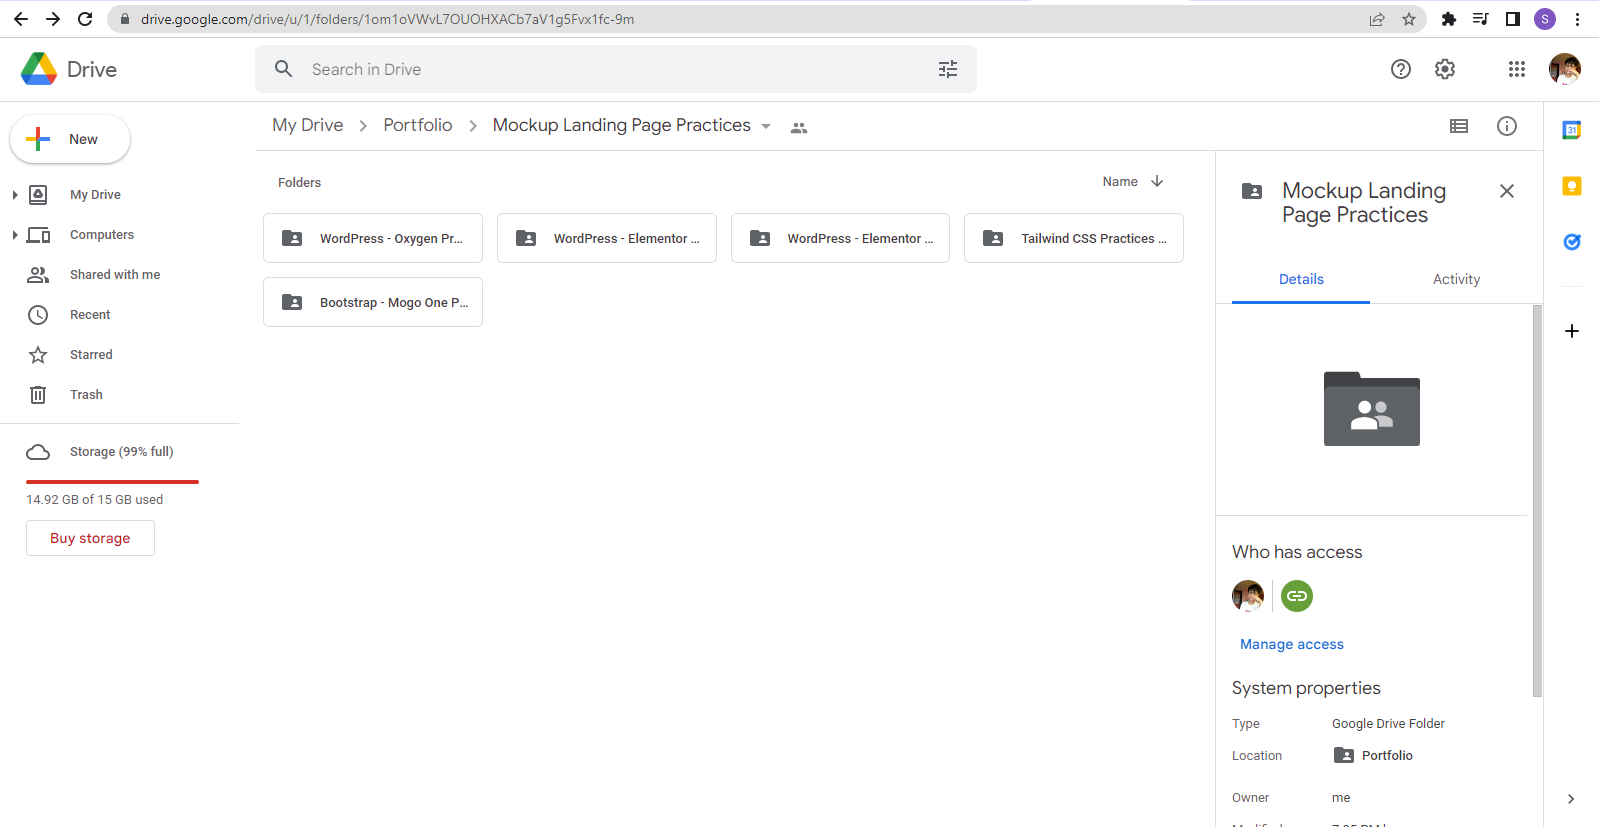 drive.google.com/drive/u/1/folders/1om1oVWvL7OUOHXACb7aV1g5Fvx1fc-9m
S
Drive
Search in Drive
New
My Drive
Computers
Shared with me
Recent
Starred
Trash
Storage (99% full)
14.92 GB of 15 GB used
Buy storage
My Drive Portfolio Mockup Landing Page Practices
Folders Name
WordPress - Oxygen Pr... WordPress - Elementor ... WordPress - Elementor ... Tailwind CSS Practices ...
Bootstrap - Mogo One P...
Mockup Landing
Page Practices
Details Activity
Who has access
Manage access
System properties
Type Google Drive Folder
Location Portfolio
Owner me
31